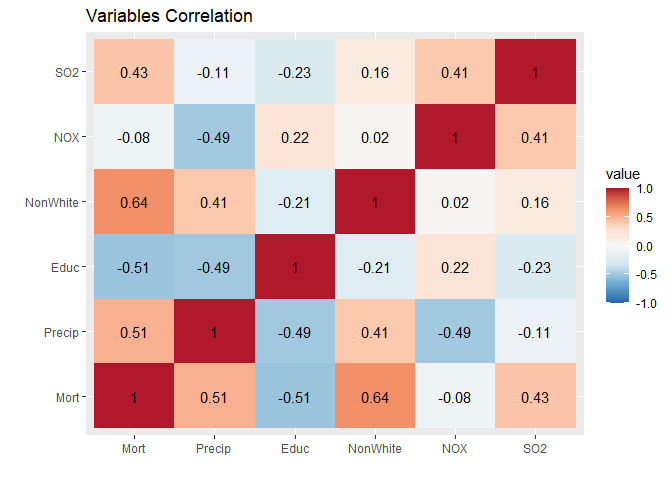 Variables Correlation
SO2 0.43 -0.11 -0.23 0.16 0.41 1
NOX -0.08 -0.49 0.22 0.02 1 0.41
NonWhite 0.64 0.41 -0.21 1 0.02 0.16
Educ -0.51 -0.49 1 -0.21 0.22 -0.23
Precip 0.51 1 -0.49 0.41 -0.49 -0.11
Mort 1 0.51 -0.51 0.64 -0.08 0.43
Mort Precip Educ NonWhite NOX SO2
value
1.0
0.5
0.0
-0.5
-1.0